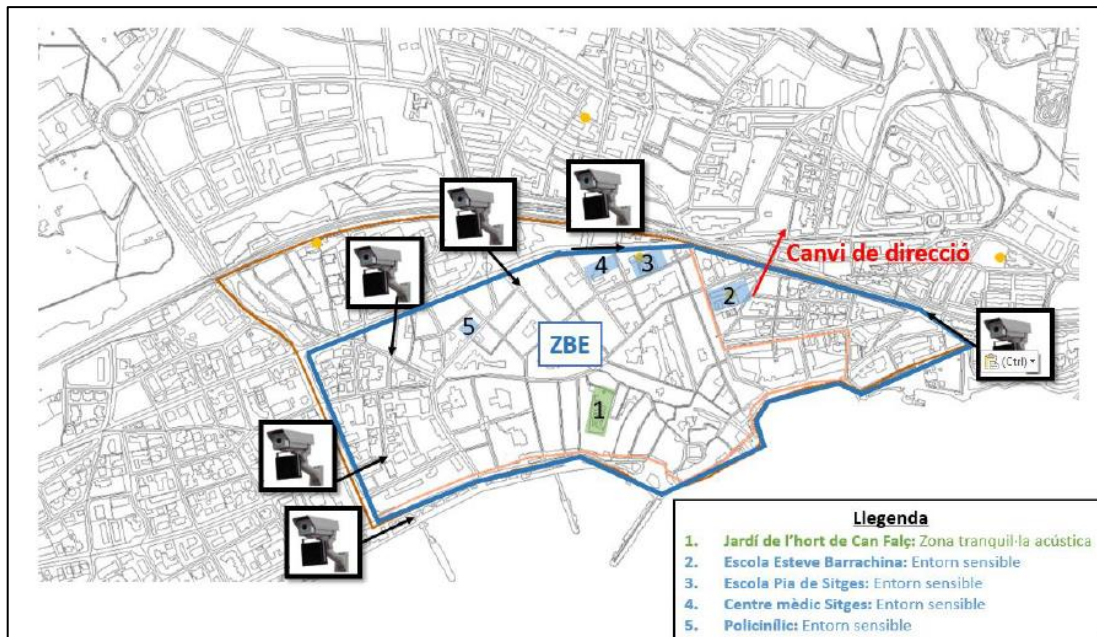 Canvi de direcció
4
3
2
5
ZBE
(Ctrl)
1
Llegenda
1. Jardí de l'hort de Can Falç: Zona tranquil·la acústica
2. Escola Esteve Barrachina: Entorn sensible
3. Escola Pia de Sitges: Entorn sensible
4. Centre mèdic Sitges: Entorn sensible
5. Policinílic: Entorn sensible